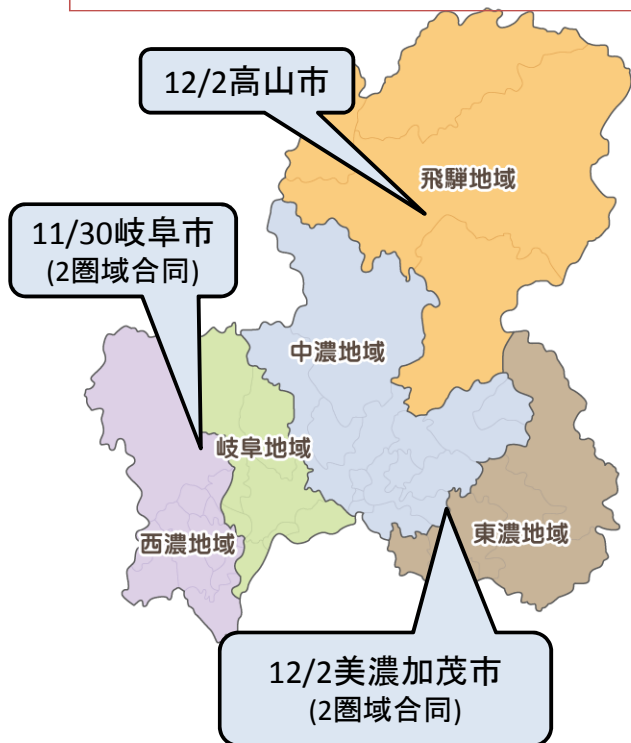 12/2高山市
飛騨地域
11/30岐阜市
(2圏域合同)
中濃地域
岐阜地域
西濃地域
東濃地域
12/2美濃加茂市
(2圏域合同)